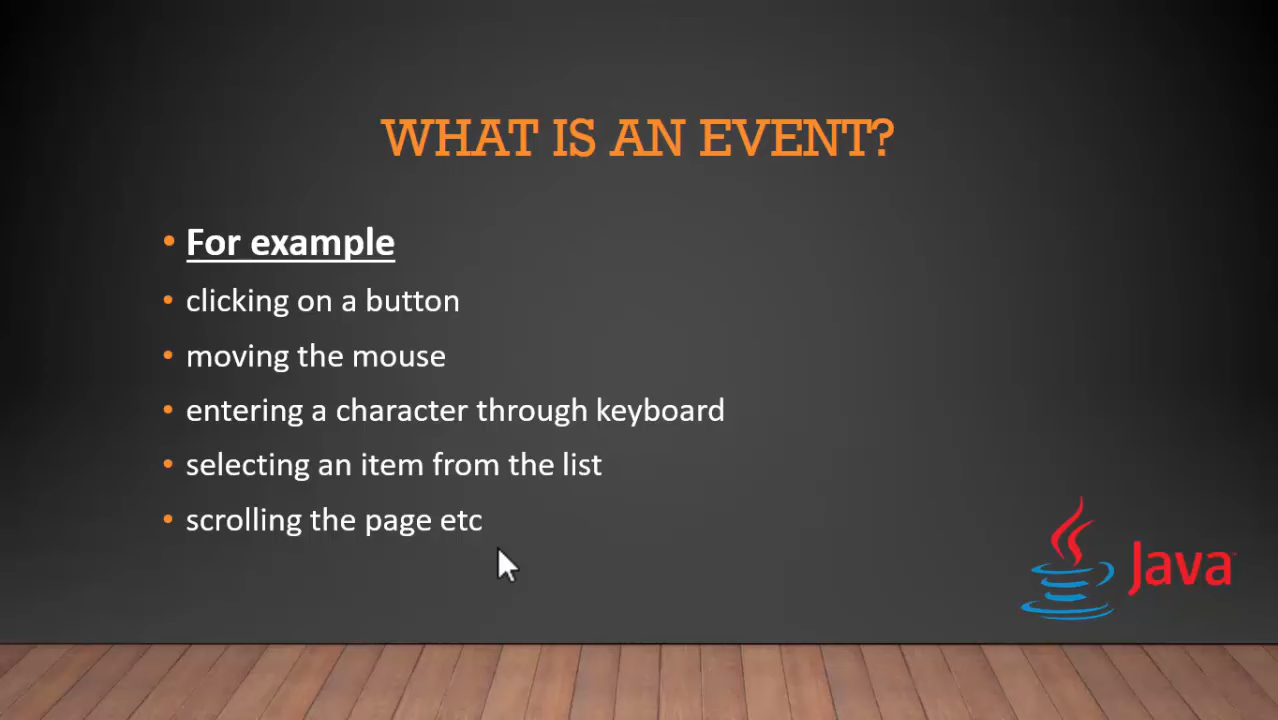 WHAT IS AN EVENT?
• For example
• clicking on a button
• moving the mouse
• entering a character through keyboard
• selecting an item from the list
• scrolling the page etc
Java